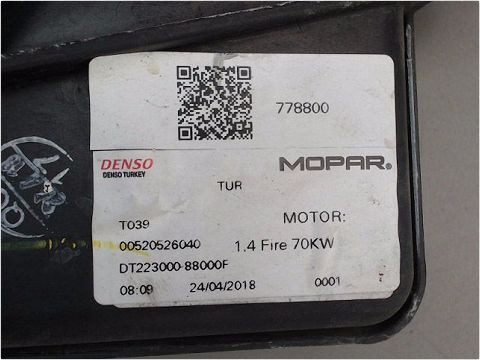 778800
DENSO
DENSO TURKEY
MOPAR®
TUR
T039
MOTOR:
00520526040
1.4 Fire 70KW
DT223000-88000F
08:09
24/04/2018
0001